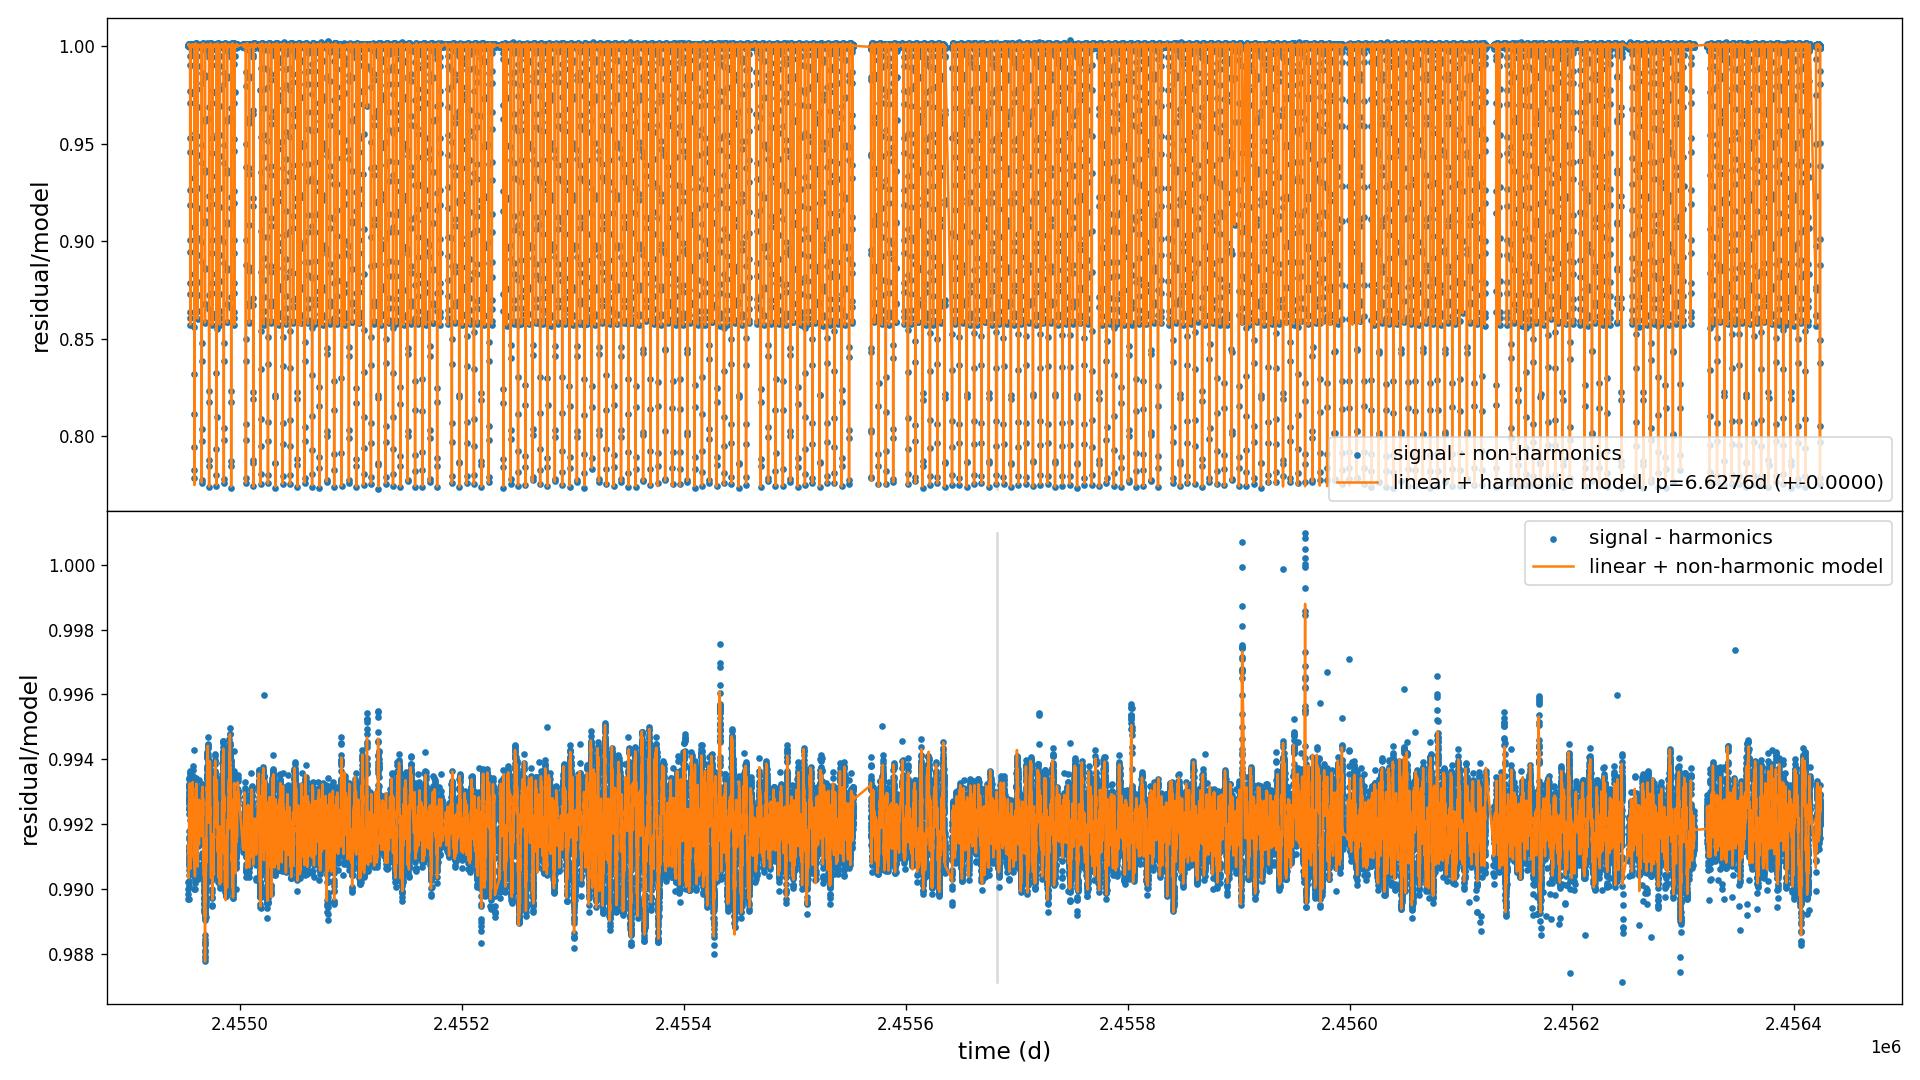 1.00
0.95
0.90
0.85
0.80
residual/model
signal - non-harmonics
linear + harmonic model, p=6.6276d (+-0.0000)
1.000
0.998
0.996
0.994
0.992
0.990
0.988
residual/model
signal - harmonics
linear + non-harmonic model
2.4550
2.4552
2.4554
2.4556
2.4558
2.4560
2.4562
2.4564
1e6
time (d)